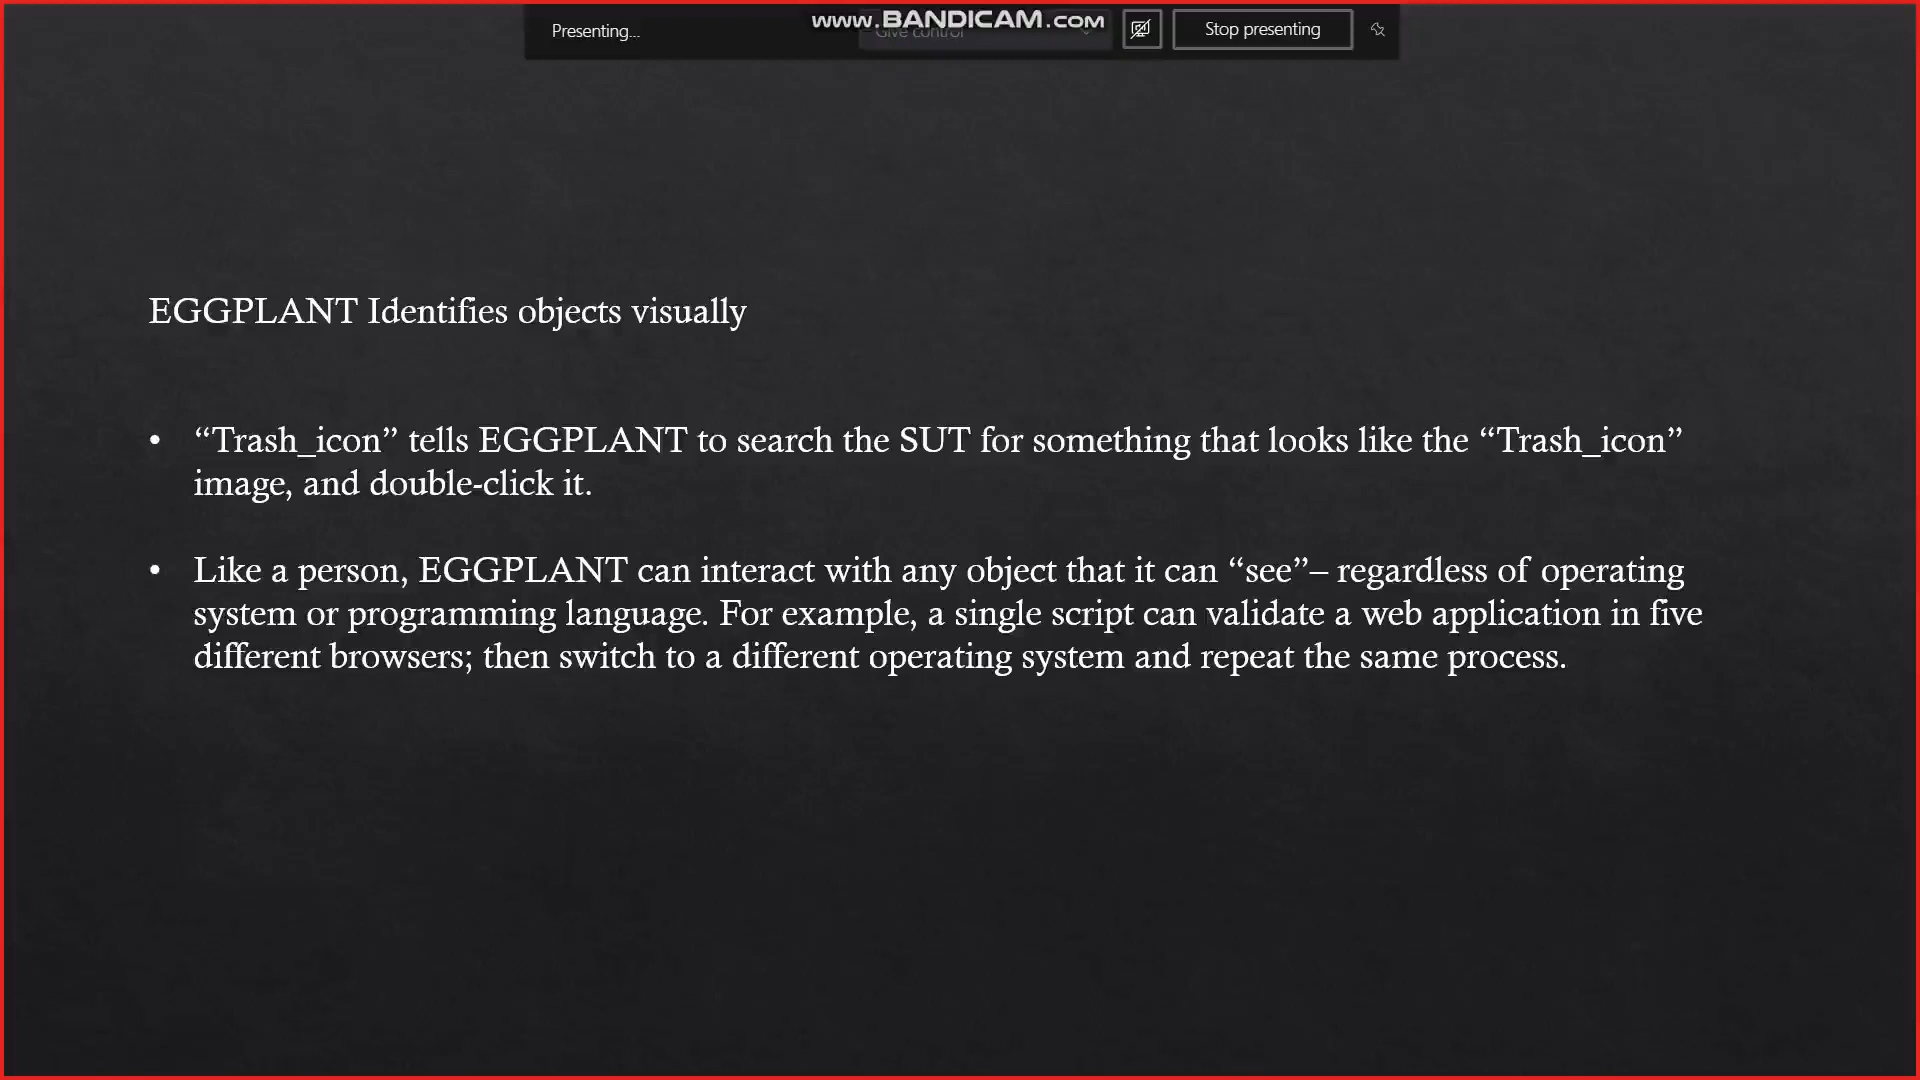 www.BANDICAM.com
Presenting...
Give control
Stop presenting
EGGPLANT Identifies objects visually
• “Trash_icon” tells EGGPLANT to search the SUT for something that looks like the “Trash_icon”
image, and double-click it.
• Like a person, EGGPLANT can interact with any object that it can “see”– regardless of operating
system or programming language. For example, a single script can validate a web application in five
different browsers; then switch to a different operating system and repeat the same process.